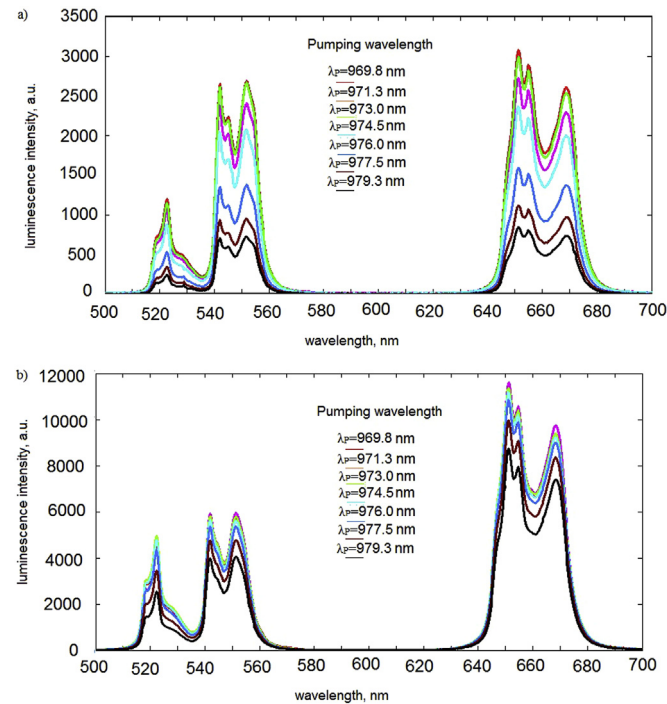 a)
luminescence intensity, a.u.
3500
3000
2500
2000
1500
1000
500
0
Pumping wavelength
λP=969.8 nm
λP=971.3 nm
λP=973.0 nm
λP=974.5 nm
λP=976.0 nm
λP=977.5 nm
λP=979.3 nm
500 520 540 560 580 600 620 640 660 680 700
wavelength, nm
b)
luminescence intensity, a.u.
12000
10000
8000
6000
4000
2000
0
Pumping wavelength
λP=969.8 nm
λP=971.3 nm
λP=973.0 nm
λP=974.5 nm
λP=976.0 nm
λP=977.5 nm
λP=979.3 nm
500 520 540 560 580 600 620 640 660 680 700
wavelength, nm